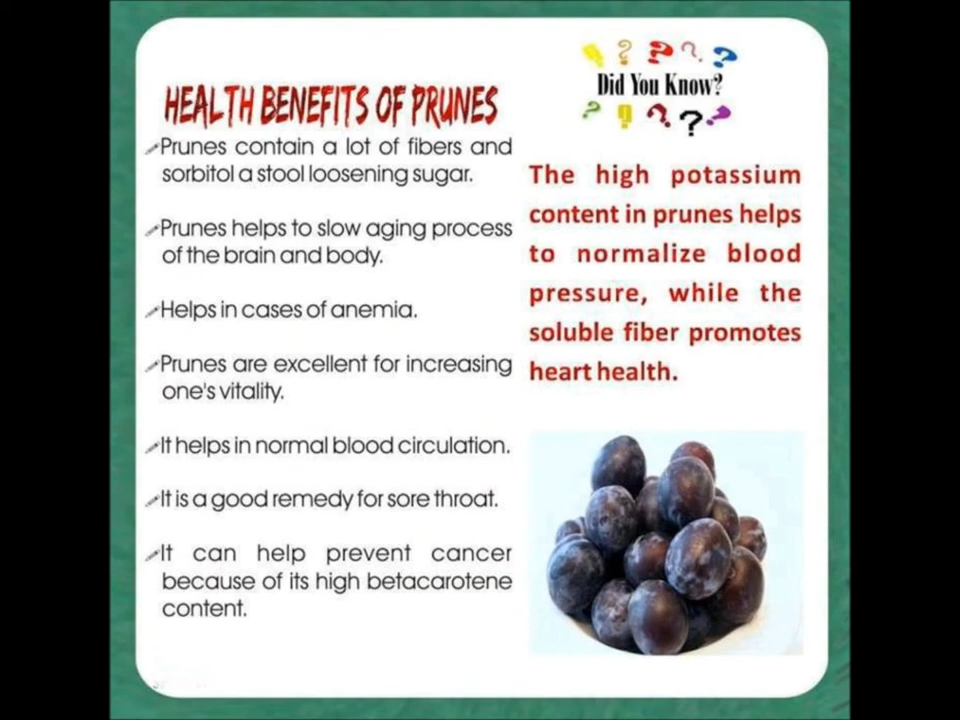 HEALTH BENEFITS OF PRUNES
Prunes contain a lot of fibers and
sorbitol a stool loosening sugar.
Prunes helps to slow aging process
of the brain and body.
Helps in cases of anemia.
Prunes are excellent for increasing
one's vitality.
It helps in normal blood circulation.
It is a good remedy for sore throat.
It can help prevent cancer
because of its high betacarotene
content.
Did You Know?
The high potassium
content in prunes helps
to normalize blood
pressure, while the
soluble fiber promotes
heart health.